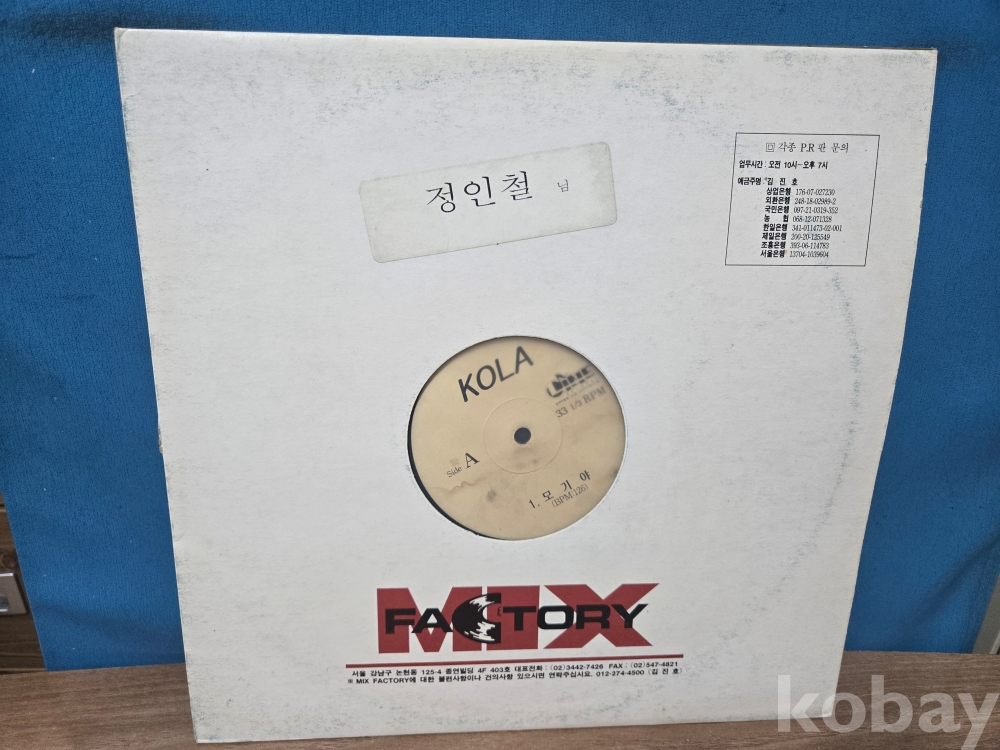 정인철 님
回 각종 P.R 판 문의
업무시간 : 오전 10시~오후 7시
예금주명 : 김 진 호
상업은행 176-07-027230
외환은행 248-18-02989-2
국민은행 097-21-0319-352
농 협 068-12-071328
한일은행 341-011473-02-001
제일은행 200-20-125549
조흥은행 393-06-114783
서울은행 13704-1039604
KOLA
33 1/3 RPM
Side A
1. 모기야
(BPM:126)
MIX
FACTORY
서울 강남구 논현동 125-4 종연빌딩 4F 403호 대표전화 : (02)3442-7426 FAX : (02)547-4821
※ MIX FACTORY에 대한 불편사항이나 건의사항 있으시면 연락주십시요. 012-274-4500 (김 진 호)
kobay